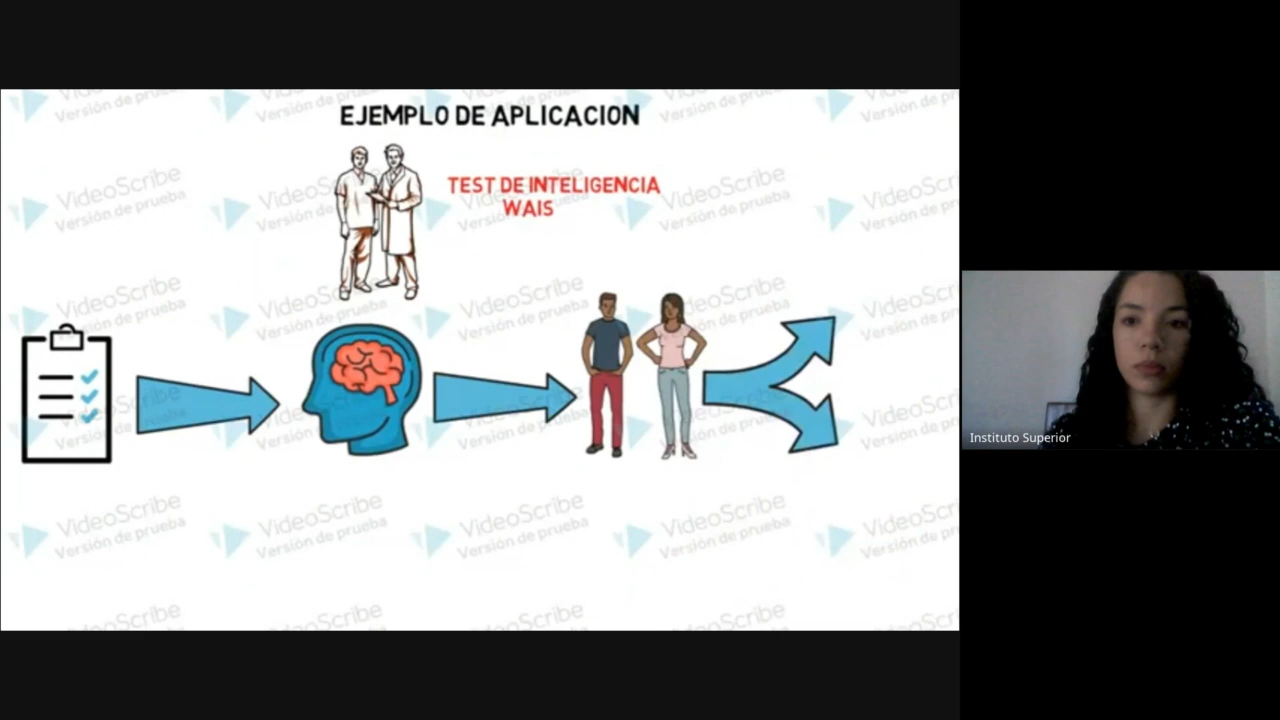 EJEMPLO DE APLICACION
TEST DE INTELIGENCIA
WAIS
VideoScribe
Versión de prueba
Instituto Superior